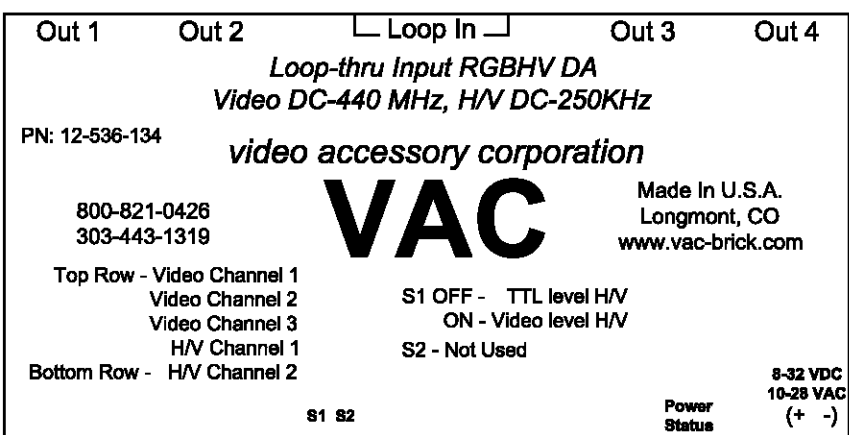 Out 1 Out 2 Loop In Out 3 Out 4
Loop-thru Input RGBHV DA
Video DC-440 MHz, H/V DC-250KHz
PN: 12-536-134
video accessory corporation
VAC
800-821-0426
303-443-1319
Made In U.S.A.
Longmont, CO
www.vac-brick.com
Top Row - Video Channel 1
Video Channel 2
Video Channel 3
H/V Channel 1
Bottom Row - H/V Channel 2
S1 OFF - TTL level H/V
ON - Video level H/V
S2 - Not Used
S1 S2
Power
Status
8-32 VDC
10-28 VAC
(+ -)